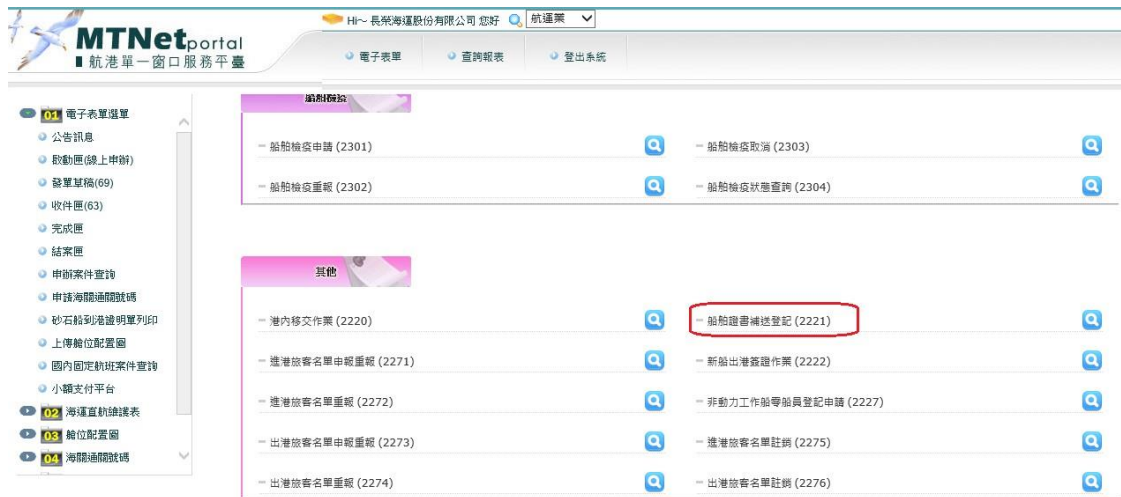 Hi～ 長榮海運股份有限公司 您好 航運業
MTNet portal
航港單一窗口服務平臺
電子表單 查詢報表 登出系統
01 電子表單選單
公告訊息
啟動匣(線上申辦)
發單草稿(69)
收件匣(63)
完成匣
結案匣
申辦案件查詢
申請海關通關號碼
砂石船到港證明單列印
上傳艙位配置圖
國內固定航班案件查詢
小額支付平台
02 海運直航維護表
03 艙位配置圖
04 海關通關號碼
船舶檢疫
船舶檢疫申請 (2301) 船舶檢疫取消 (2303)
船舶檢疫重報 (2302) 船舶檢疫狀態查詢 (2304)
其他
港內移交作業 (2220) 船舶證書補送登記 (2221)
進港旅客名單申報重報 (2271) 新船出港簽證作業 (2222)
進港旅客名單重報 (2272) 非動力工作船零船員登記申請 (2227)
出港旅客名單申報重報 (2273) 進港旅客名單註銷 (2275)
出港旅客名單重報 (2274) 出港旅客名單註銷 (2276)